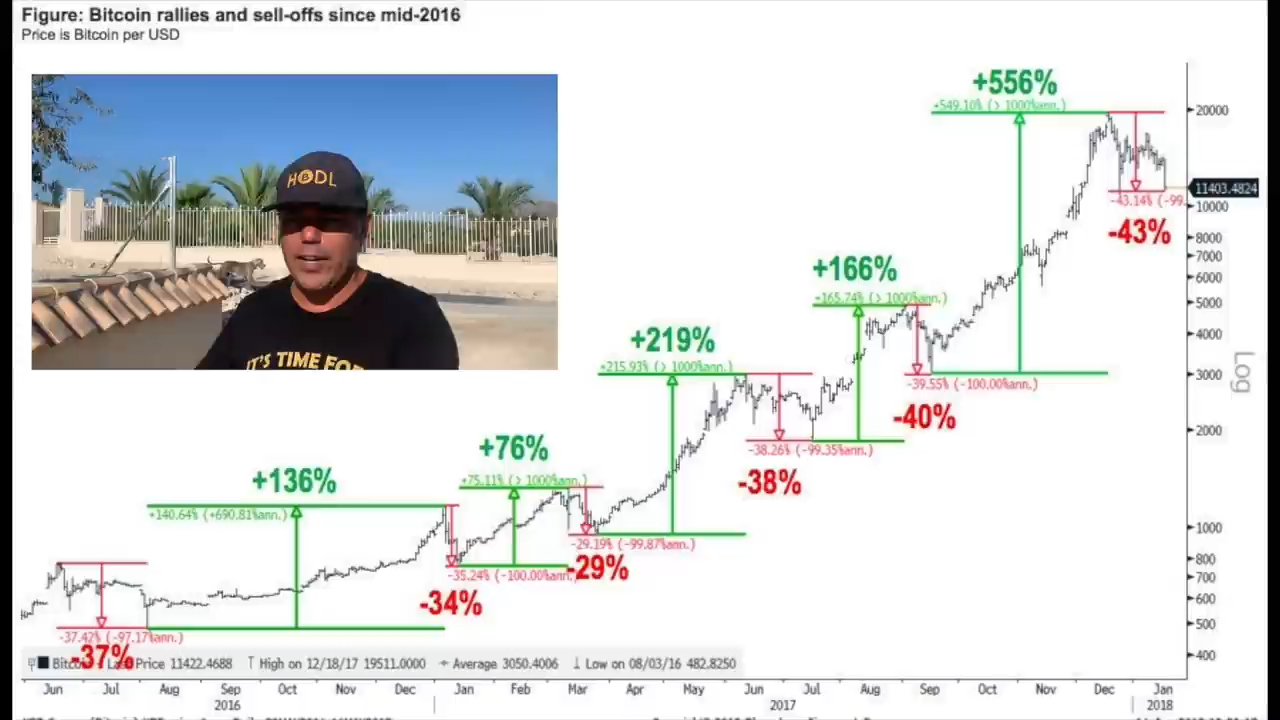 Figure: Bitcoin rallies and sell-offs since mid-2016
Price is Bitcoin per USD
HODL
IT'S TIME FOR
+556%
+549.10% (> 1000%ann.)
20000
11403.4824
-43.14% (-99.
10000
-43%
8000
7000
+166%
6000
+165.74% (> 1000%ann.)
5000
4000
+219%
+215.93% (> 1000%ann.)
3000
-39.55% (-100.00%ann.)
Log
-40%
2000
+76%
-38.26% (-99.35%ann.)
+75.11% (> 1000%ann.)
-38%
+136%
+140.64% (+690.81%ann.)
1000
-29.19% (-99.87%ann.)
-29%
800
-35.24% (-100.00%ann.
700
-34%
600
500
-37.42% (-97.17%ann.)
-37%
400
Last Price 11422.4688 High on 12/18/17 19511.0000 Average 3050.4006 Low on 08/03/16 482.8250
Jun Jul Aug Sep Oct Nov Dec Jan Feb Mar Apr May Jun Jul Aug Sep Oct Nov Dec Jan
2016 2017 2018